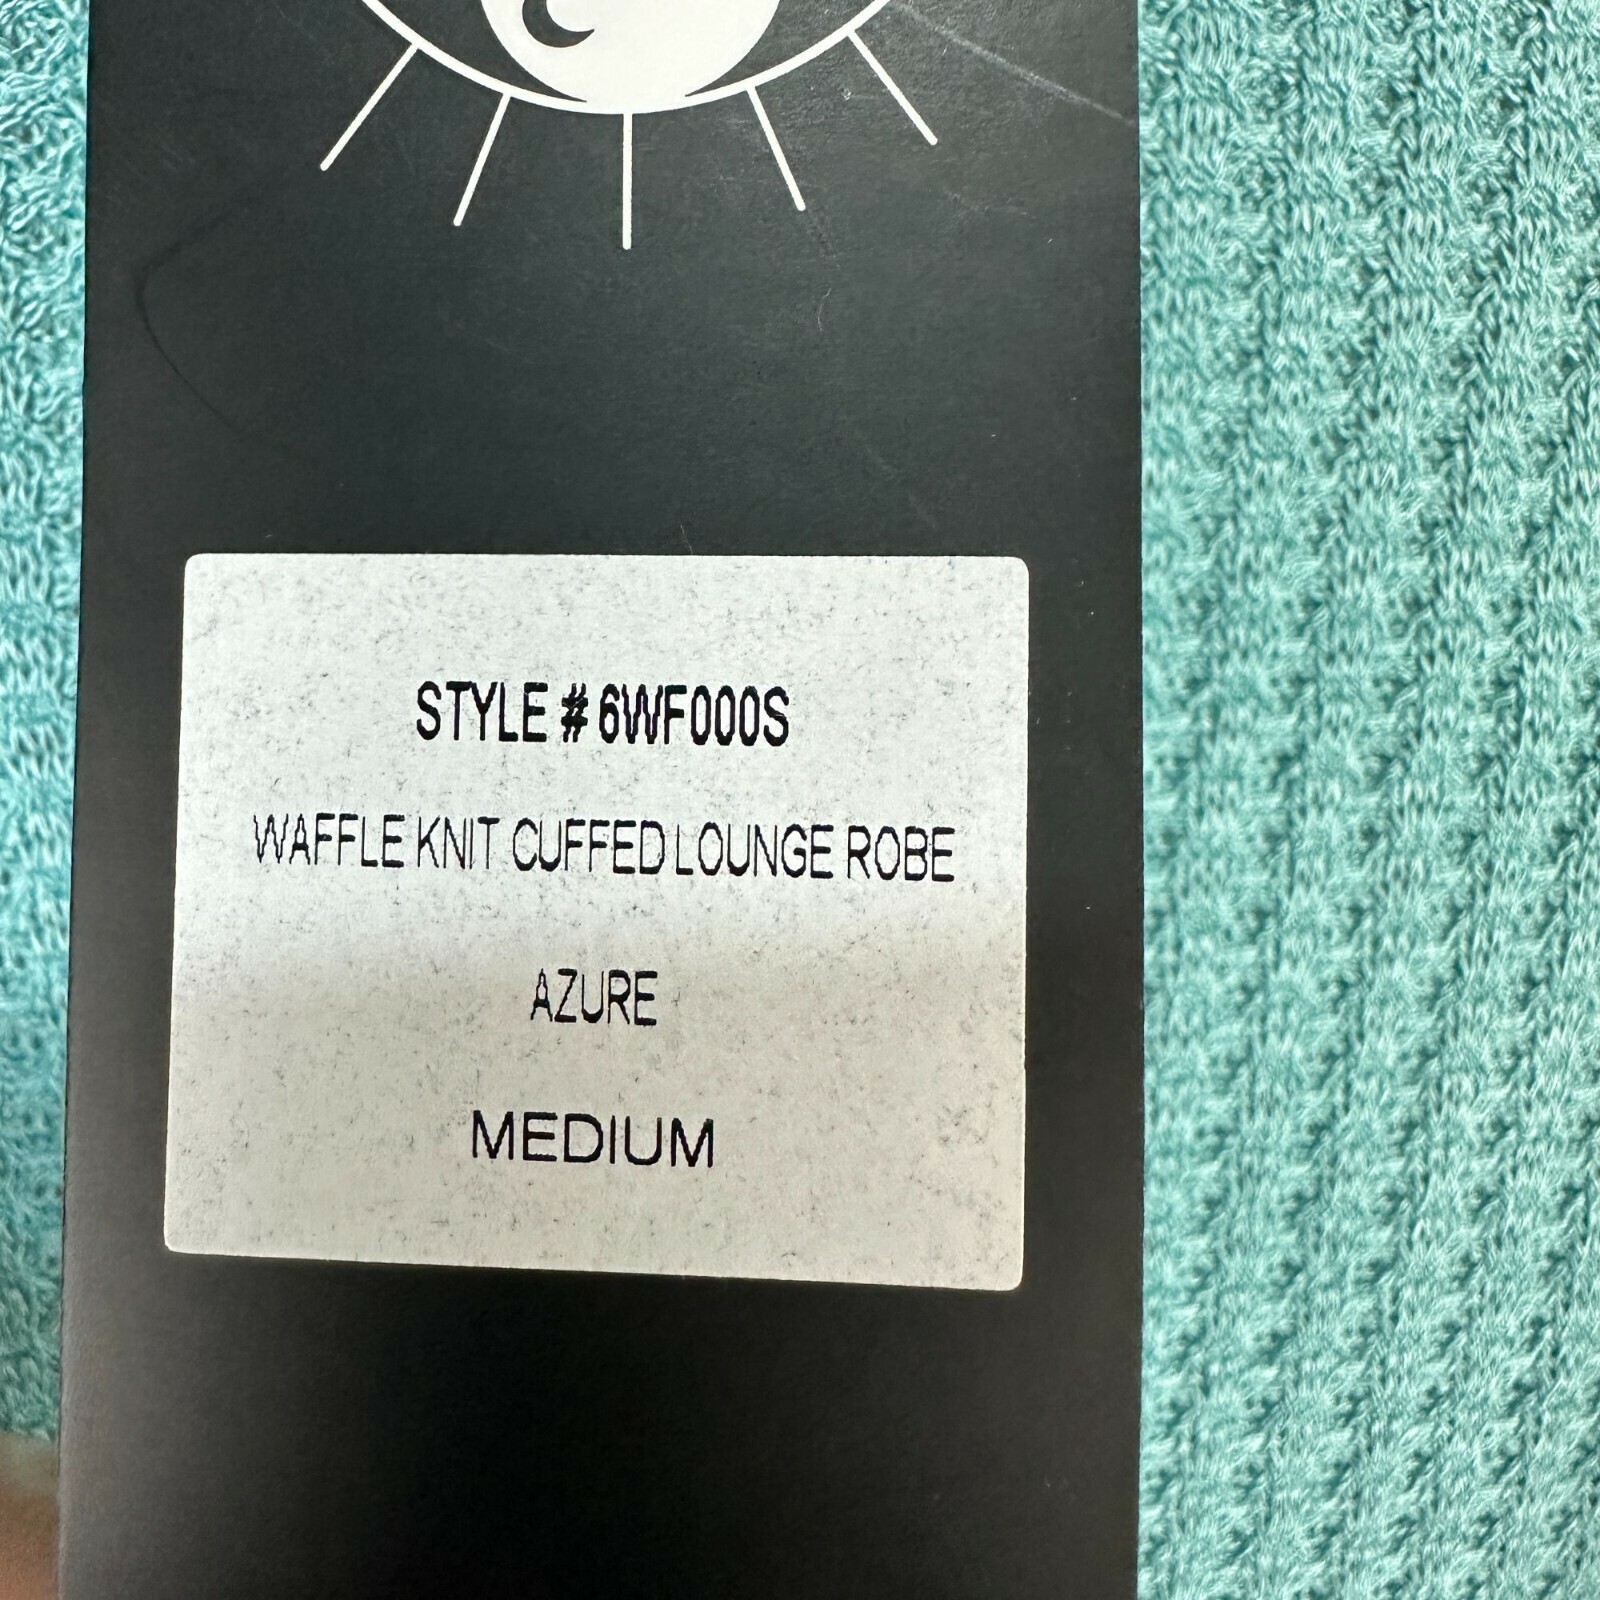 STYLE # 6WF000S
WAFFLE KNIT CUFFED LOUNGE ROBE
AZURE
MEDIUM